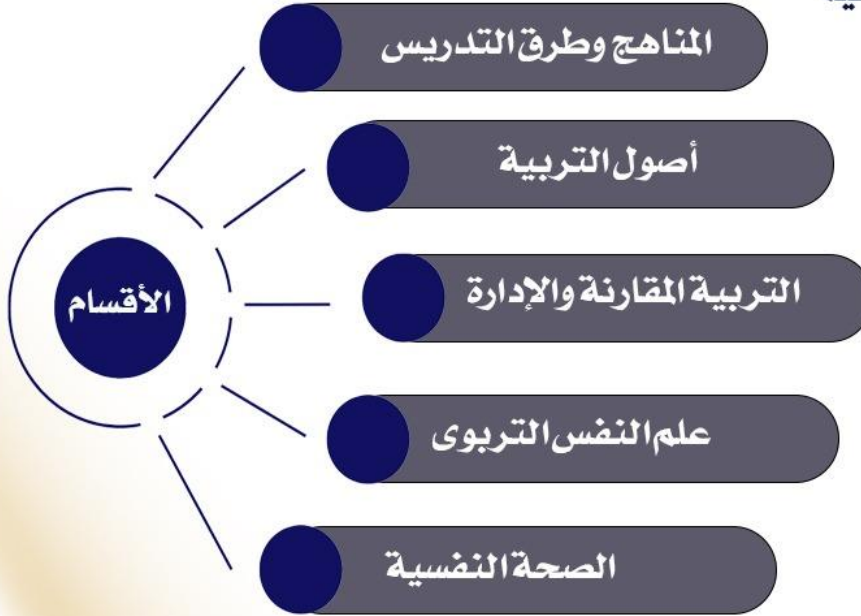 المناهج وطرق التدريس
أصول التربية
التربية المقارنة والإدارة
الأقسام
علم النفس التربوى
الصحة النفسية